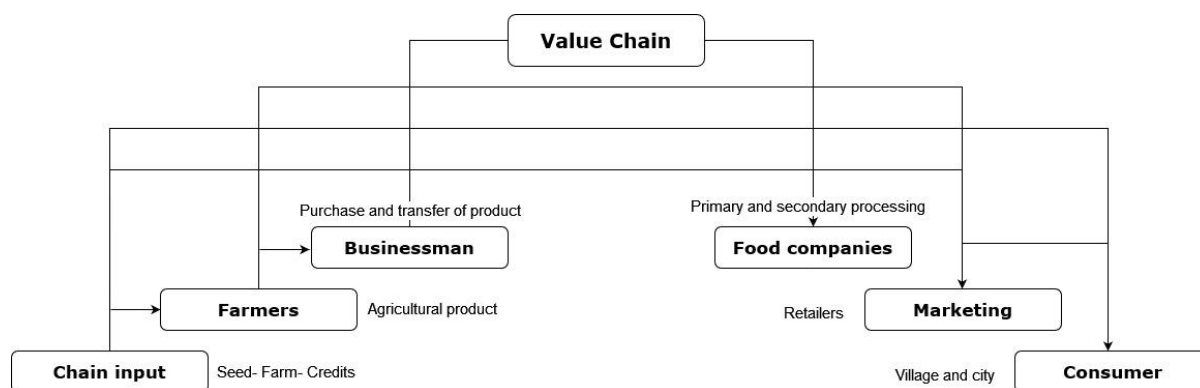 Value Chain
Purchase and transfer of product
Primary and secondary processing
Businessman
Food companies
Farmers
Agricultural product
Retailers
Marketing
Chain input
Seed- Farm- Credits
Village and city
Consumer